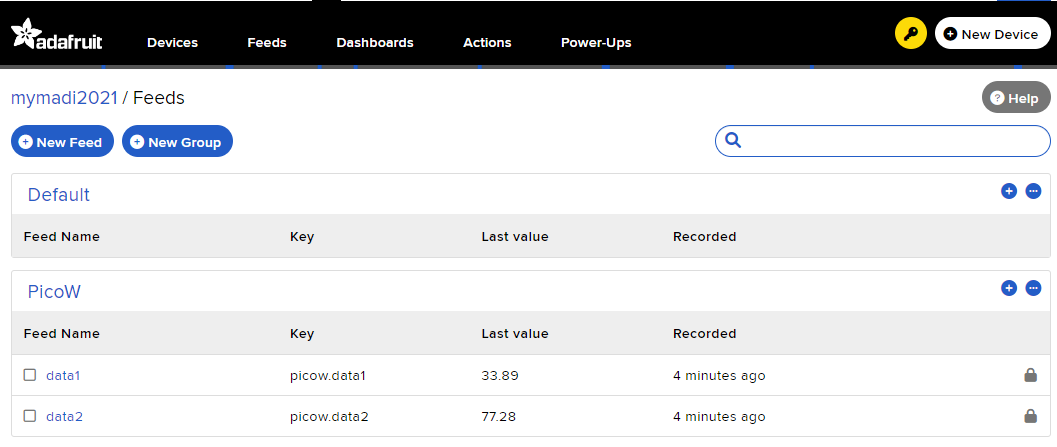 adafruit Devices Feeds Dashboards Actions Power-Ups New Device
mymadi2021 / Feeds Help
New Feed New Group
Default
Feed Name Key Last value Recorded
PicoW
Feed Name Key Last value Recorded
data1 picow.data1 33.89 4 minutes ago
data2 picow.data2 77.28 4 minutes ago